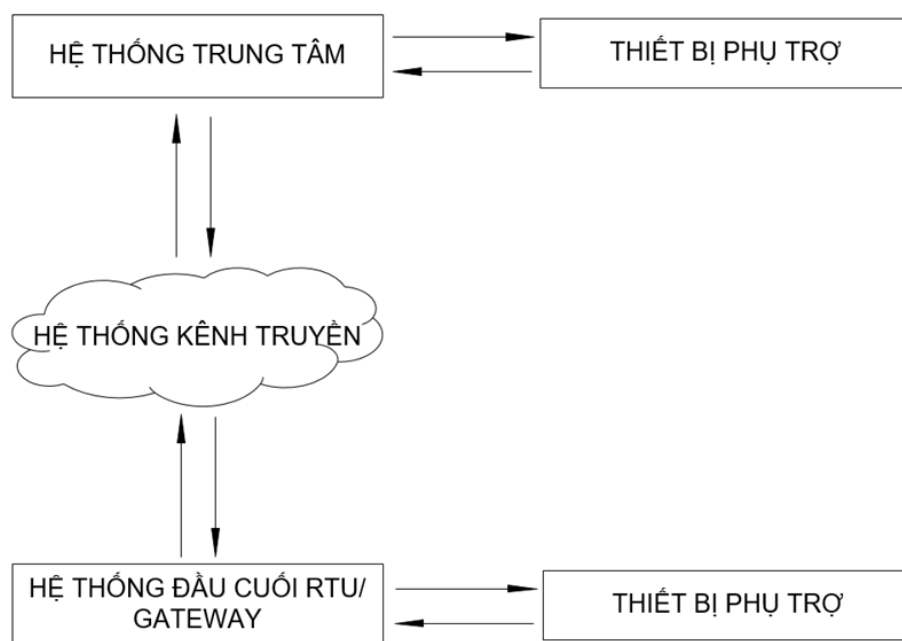 HỆ THỐNG TRUNG TÂM
THIẾT BỊ PHỤ TRỢ
HỆ THỐNG KÊNH TRUYỀN
HỆ THỐNG ĐẦU CUỐI RTU/
GATEWAY
THIẾT BỊ PHỤ TRỢ